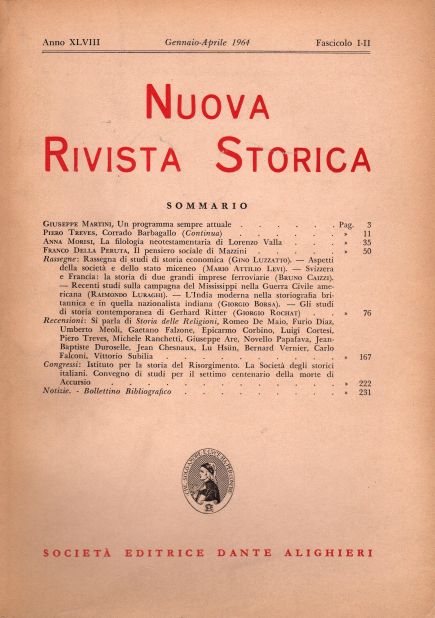 Anno XLVIII Gennaio-Aprile 1964 Fascicolo I-II
NUOVA
RIVISTA STORICA
SOMMARIO
GIUSEPPE MARTINI, Un programma sempre attuale . . . . . . . Pag. 3
PIERO TREVES, Corrado Barbagallo (Continua) . . . . . . . » 11
ANNA MORISI, La filologia neotestamentaria di Lorenzo Valla . . » 35
FRANCO DELLA PERUTA, Il pensiero sociale di Mazzini . . . . . . » 50
Rassegne: Rassegna di studi di storia economica (GINO LUZZATTO). — Aspetti
della società e dello stato miceneo (MARIO ATTILIO LEVI). — Svizzera
e Francia: la storia di due grandi imprese ferroviarie (BRUNO CAIZZI).
— Recenti studi sulla campagna del Mississippi nella Guerra Civile ame-
ricana (RAIMONDO LURAGHI). — L'India moderna nella storiografia bri-
tannica e in quella nazionalista indiana (GIORGIO BORSA). — Gli studi
di storia contemporanea di Gerhard Ritter (GIORGIO ROCHAT) . . » 76
Recensioni: Si parla di Storia delle Religioni, Romeo De Maio, Furio Diaz,
Umberto Meoli, Gaetano Falzone, Epicarmo Corbino, Luigi Cortesi,
Piero Treves, Michele Ranchetti, Giuseppe Are, Novello Papafava, Jean-
Baptiste Duroselle, Jean Chesnaux, Lu Hsün, Bernard Vernier, Carlo
Falconi, Vittorio Subilia . . . . . . . . . . . » 167
Congressi: Istituto per la storia del Risorgimento. La Società degli storici
italiani. Convegno di studi per il settimo centenario della morte di
Accursio . . . . . . . . . . . . . . » 222
Notizie. - Bollettino Bibliografico . . . . . . . . . . » 231
SOCIETÀ EDITRICE DANTE ALIGHIERI